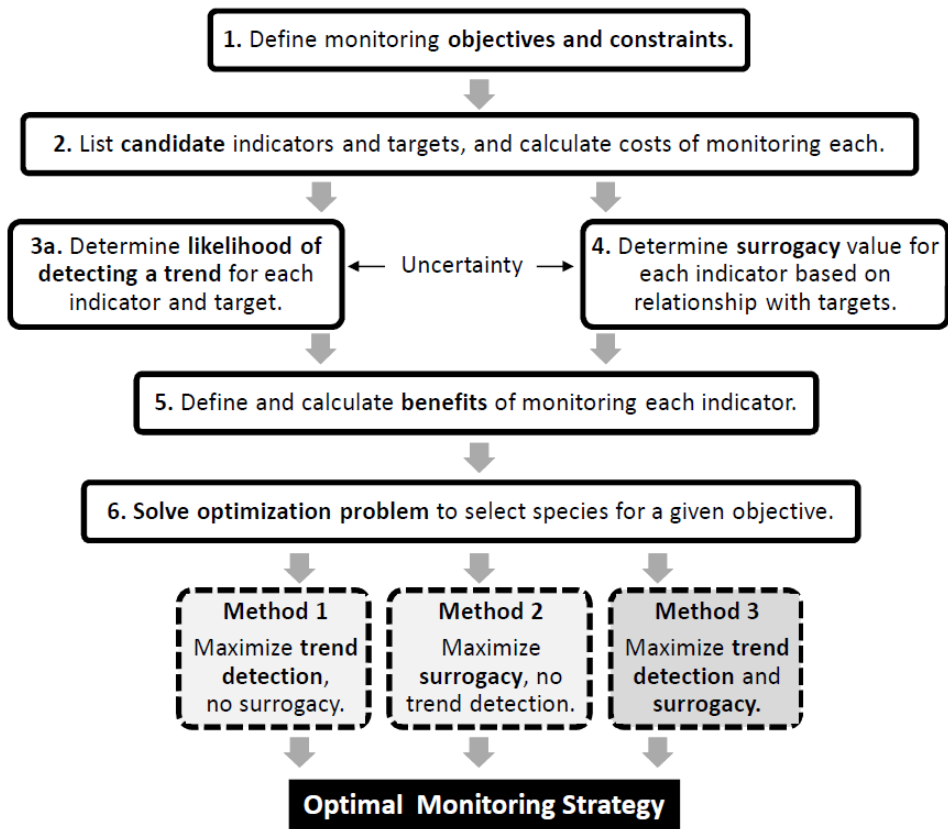 1. Define monitoring objectives and constraints.
2. List candidate indicators and targets, and calculate costs of monitoring each.
3a. Determine likelihood of
detecting a trend for each
indicator and target.
Uncertainty
4. Determine surrogacy value for
each indicator based on
relationship with targets.
5. Define and calculate benefits of monitoring each indicator.
6. Solve optimization problem to select species for a given objective.
Method 1
Maximize trend
detection,
no surrogacy.
Method 2
Maximize
surrogacy, no
trend detection.
Method 3
Maximize trend
detection and
surrogacy.
Optimal Monitoring Strategy